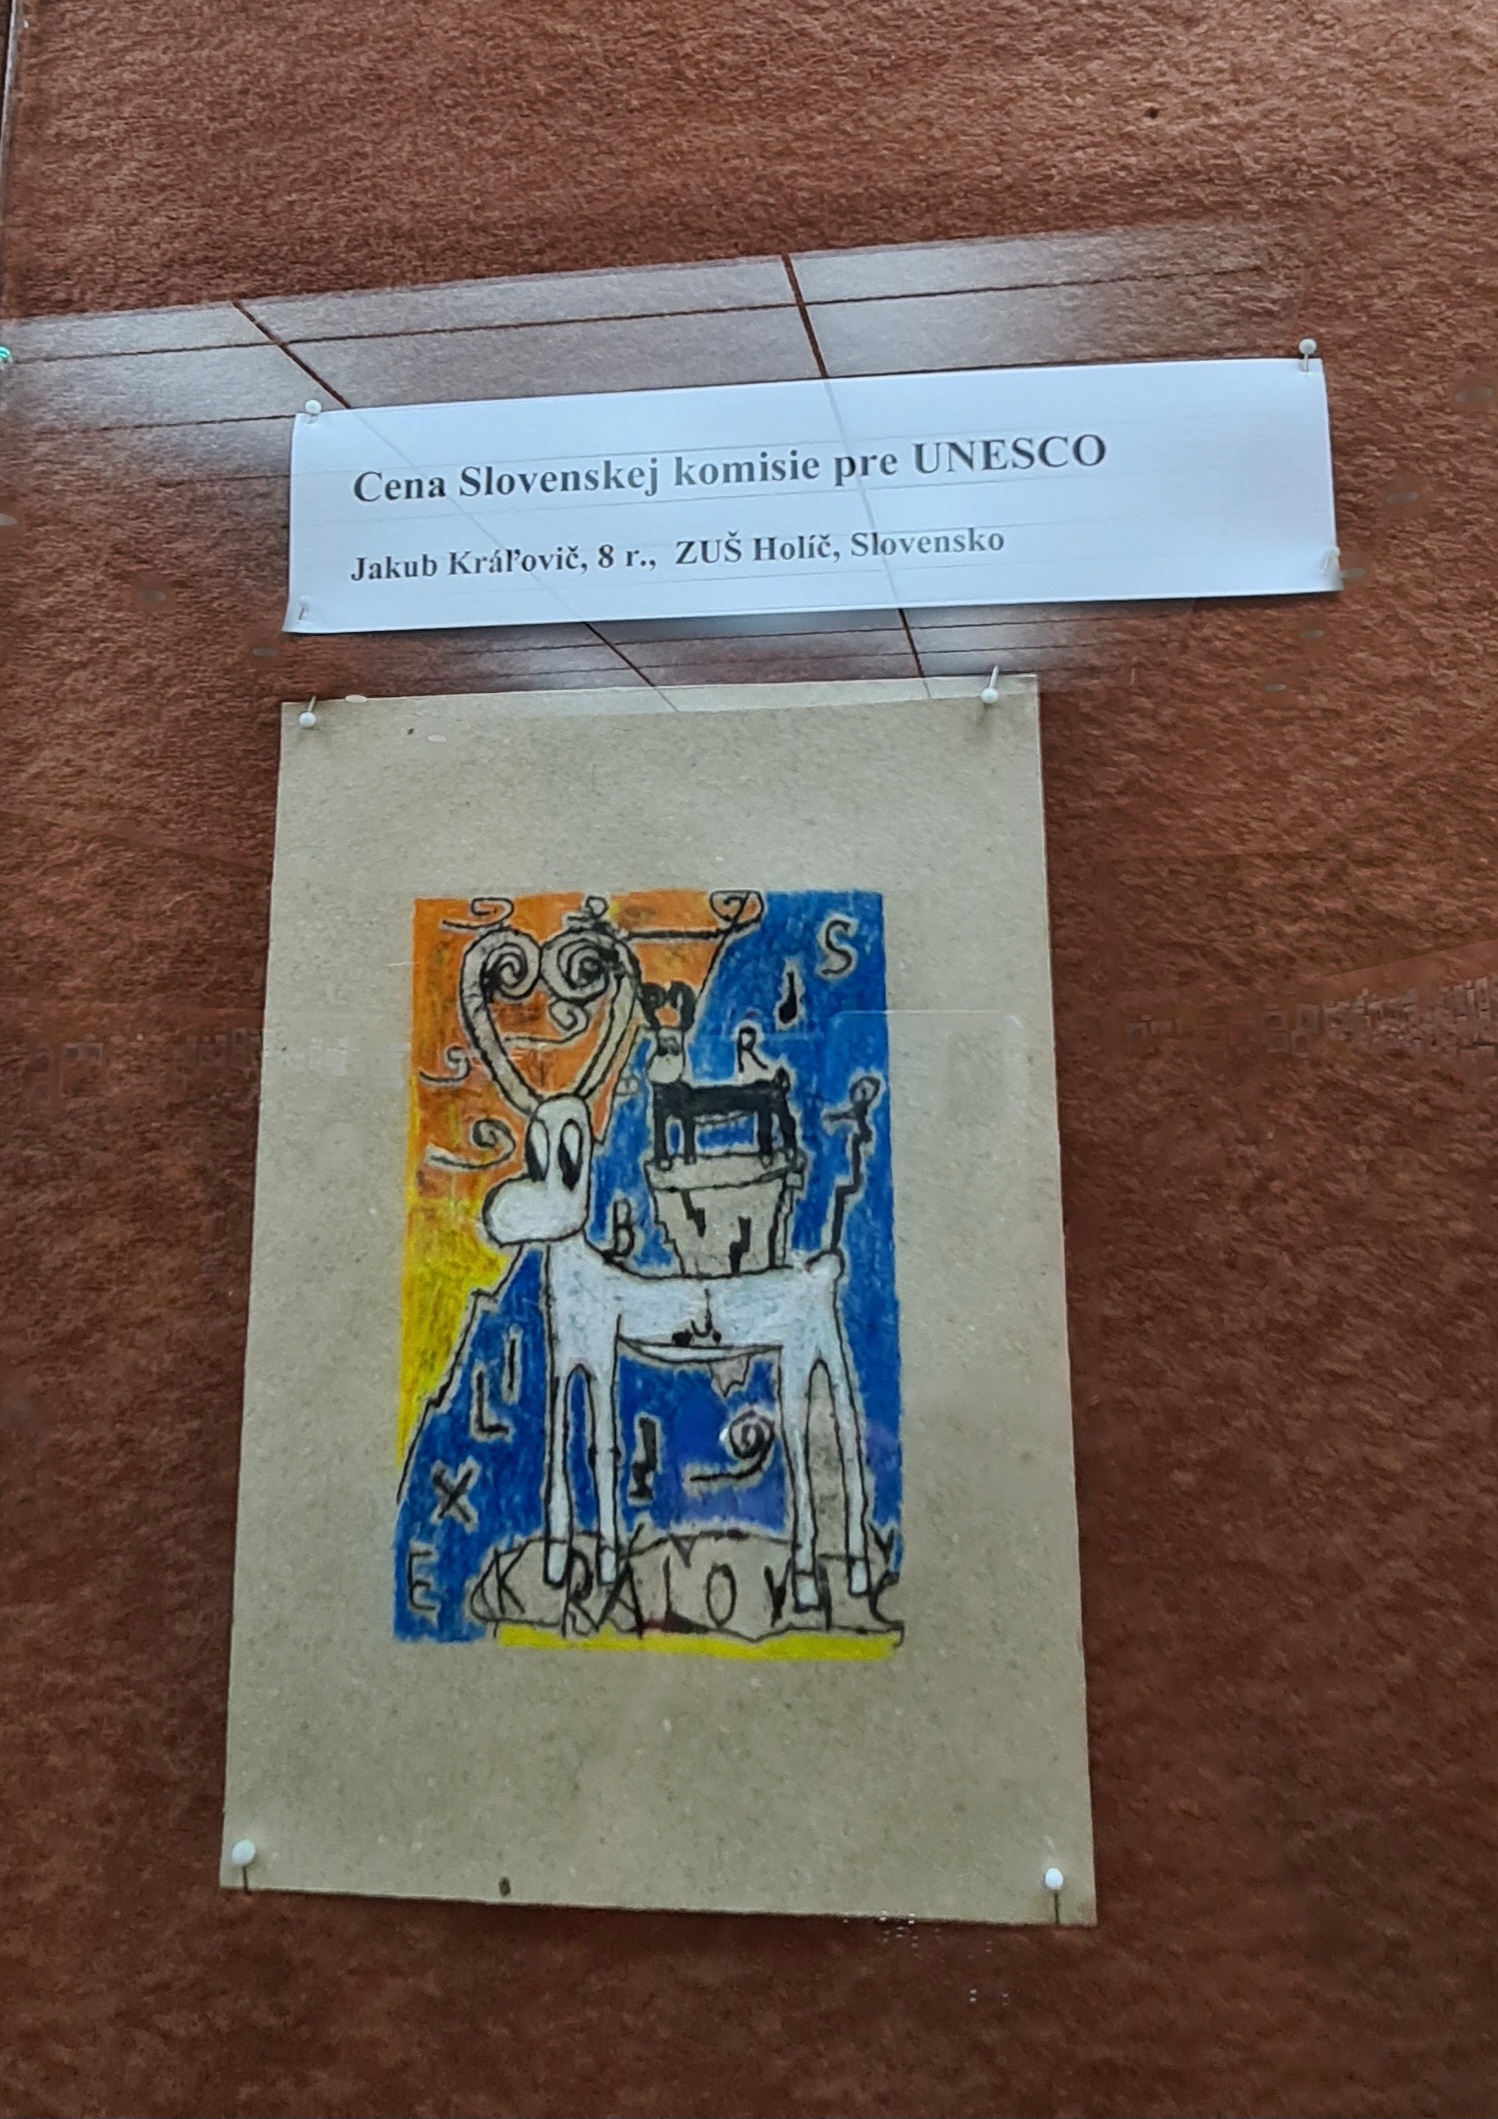 Cena Slovenskej komisie pre UNESCO
Jakub Kráľovič, 8 r., ZUŠ Holíč, Slovensko
EX LIBRIS
KRÁĽOVIČ